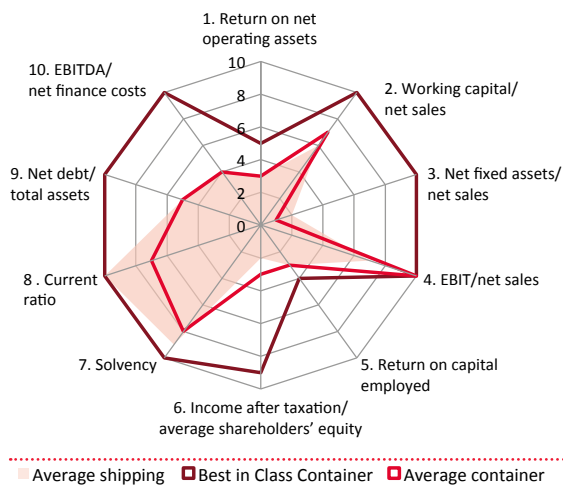 1. Return on net
operating assets
10. EBITDA/
net finance costs
2. Working capital/
net sales
9. Net debt/
total assets
3. Net fixed assets/
net sales
10
8
6
4
2
0
8 . Current
ratio
4. EBIT/net sales
7. Solvency
5. Return on capital
employed
6. Income after taxation/
average shareholders' equity
Average shipping
Best in Class Container
Average container